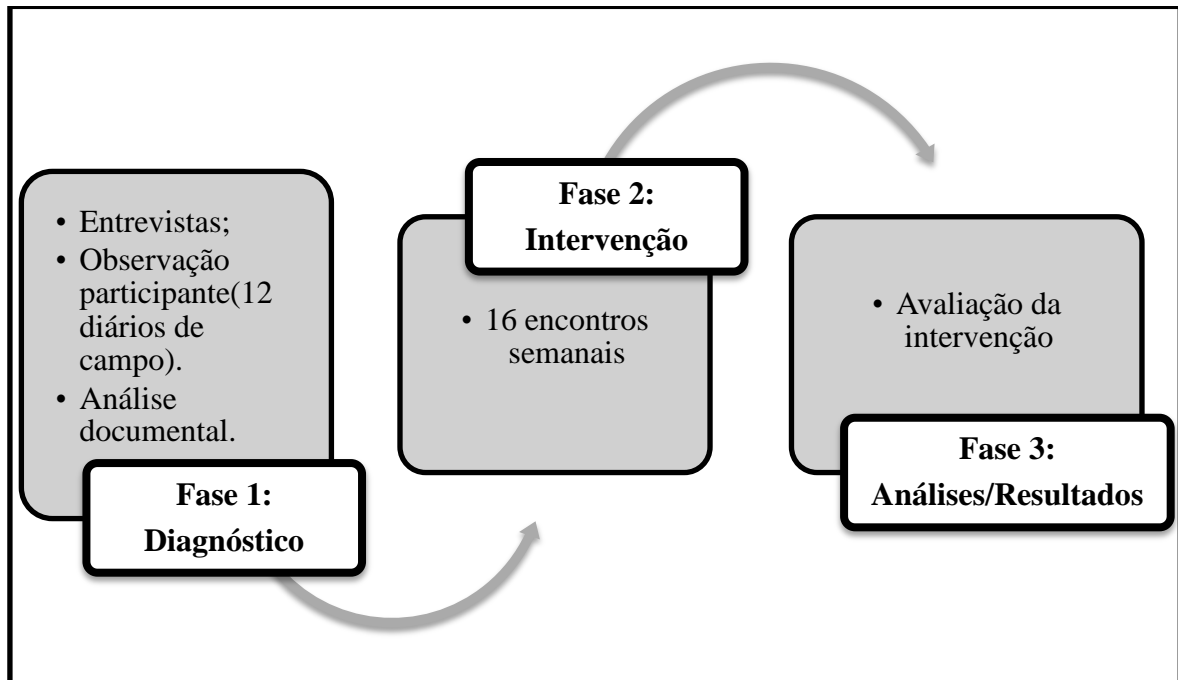 • Entrevistas;
• Observação
participante(12
diários de
campo).
• Análise
documental.
Fase 1:
Diagnóstico
Fase 2:
Intervenção
• 16 encontros
semanais
• Avaliação da
intervenção
Fase 3:
Análises/Resultados